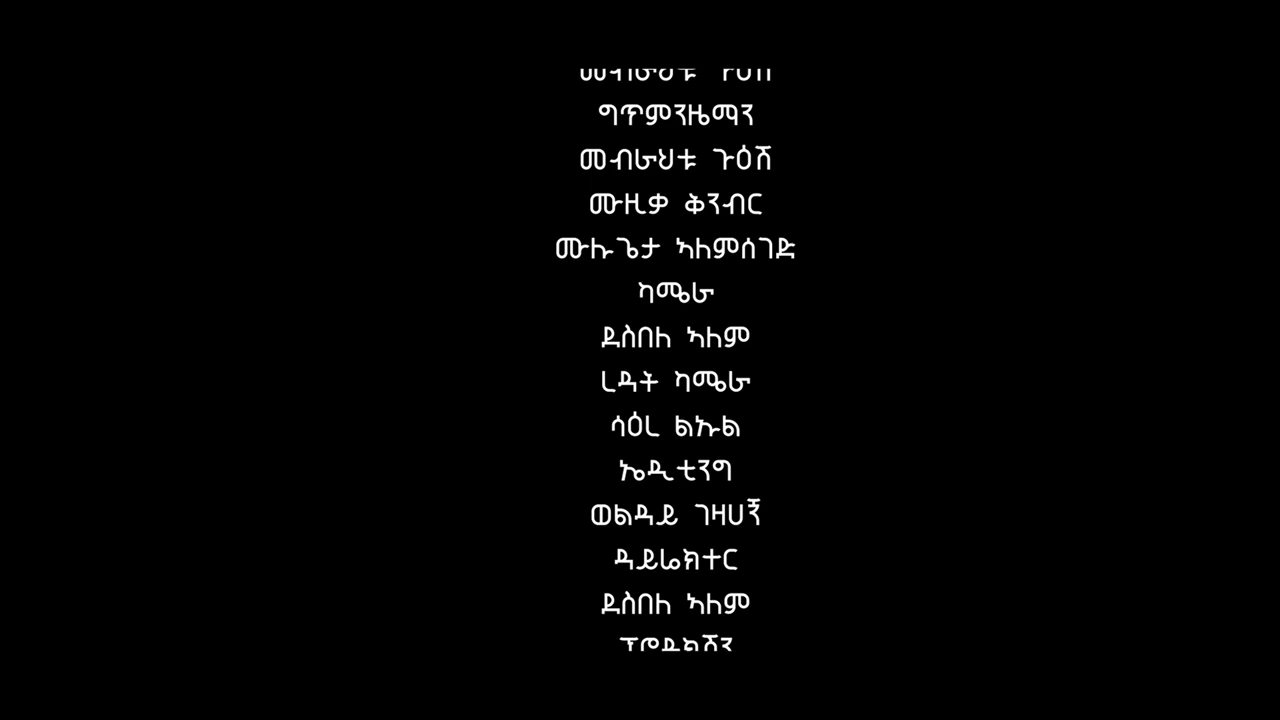 ግጥምንዜማን
መብራህቱ ጉዕሽ
ሙዚቃ ቅንብር
ሙሉጌታ ኣለምሰገድ
ካሜራ
ደስበለ ኣለም
ረዳት ካሜራ
ሳዕረ ልኡል
ኤዲቲንግ
ወልዳይ ገዛሀኝ
ዳይሬክተር
ደስበለ ኣለም
ፕሮዳክሽን